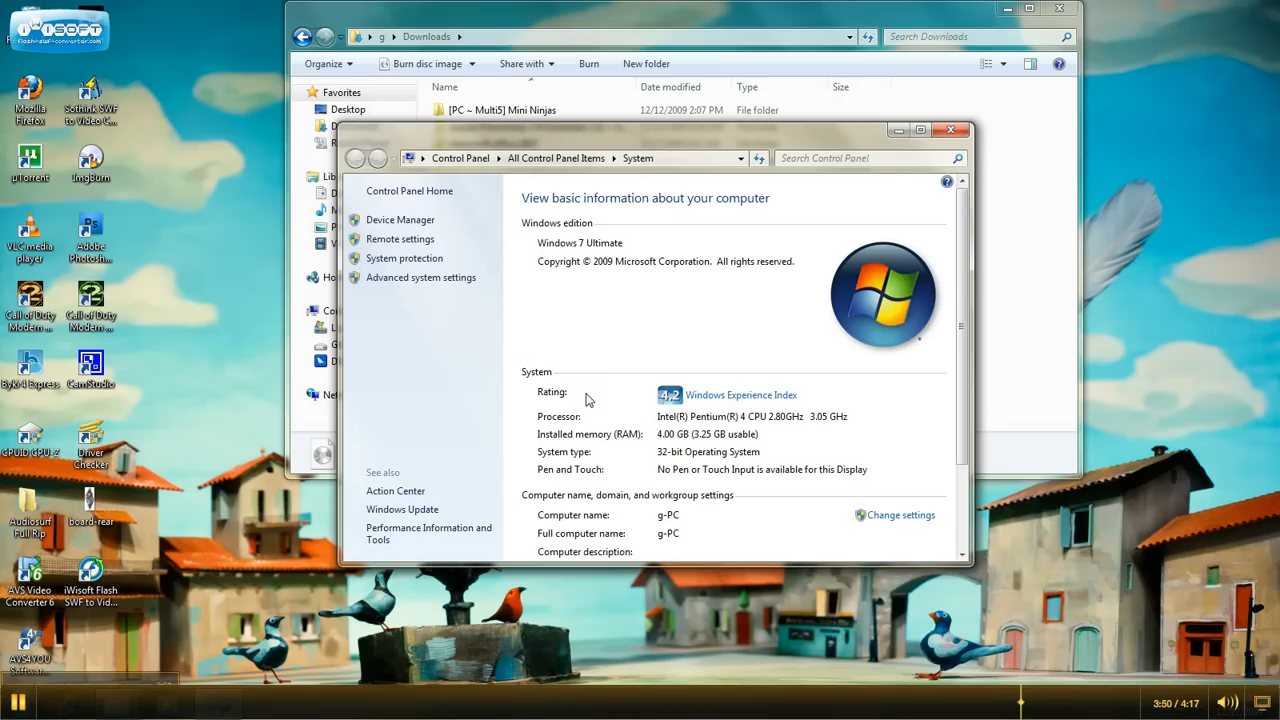 iWiSOFT
flash-swf-converter.com
g Downloads
Search Downloads
Organize Burn disc image Share with Burn New folder
Favorites
Desktop
Name Date modified Type Size
[PC ~ Multi5] Mini Ninjas 12/12/2009 2:07 PM File folder
Mozilla
Firefox
Sothink SWF
to Video C...
µTorrent
ImgBurn
VLC media
player
Adobe
Photosh...
Call of Duty
Modern ...
Call of Duty
Modern ...
Byki 4 Express
CamStudio
CPUID GPU-Z
Driver
Checker
Audiosurf
Full Rip
board-rear
AVS Video
Converter 6
iWisoft Flash
SWF to Vid...
AVS4YOU
Softwar...
Control Panel All Control Panel Items System
Search Control Panel
Control Panel Home
Device Manager
Remote settings
System protection
Advanced system settings
See also
Action Center
Windows Update
Performance Information and
Tools
View basic information about your computer
Windows edition
Windows 7 Ultimate
Copyright © 2009 Microsoft Corporation. All rights reserved.
System
Rating: 4.2 Windows Experience Index
Processor: Intel(R) Pentium(R) 4 CPU 2.80GHz 3.05 GHz
Installed memory (RAM): 4.00 GB (3.25 GB usable)
System type: 32-bit Operating System
Pen and Touch: No Pen or Touch Input is available for this Display
Computer name, domain, and workgroup settings
Computer name: g-PC Change settings
Full computer name: g-PC
Computer description:
3:50 / 4:17